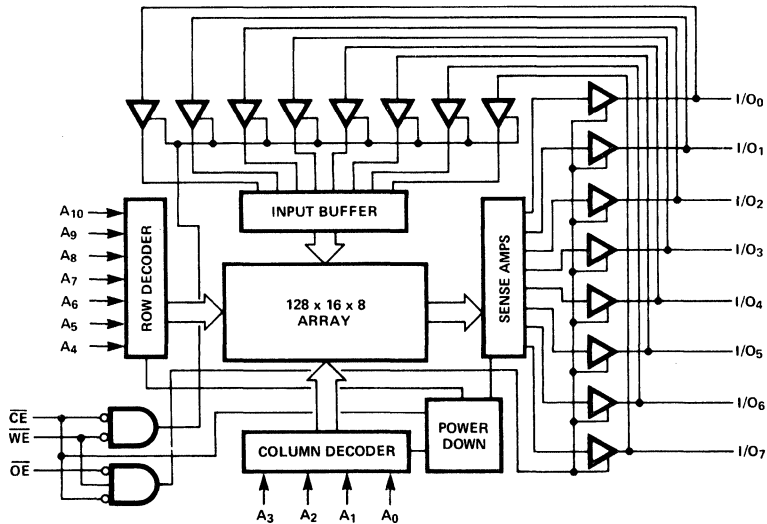 I/O0
I/O1
I/O2
I/O3
I/O4
I/O5
I/O6
I/O7
INPUT BUFFER
A10
A9
A8
A7
A6
A5
A4
ROW DECODER
128 x 16 x 8
ARRAY
SENSE AMPS
CE
WE
OE
POWER
DOWN
COLUMN DECODER
A3
A2
A1
A0